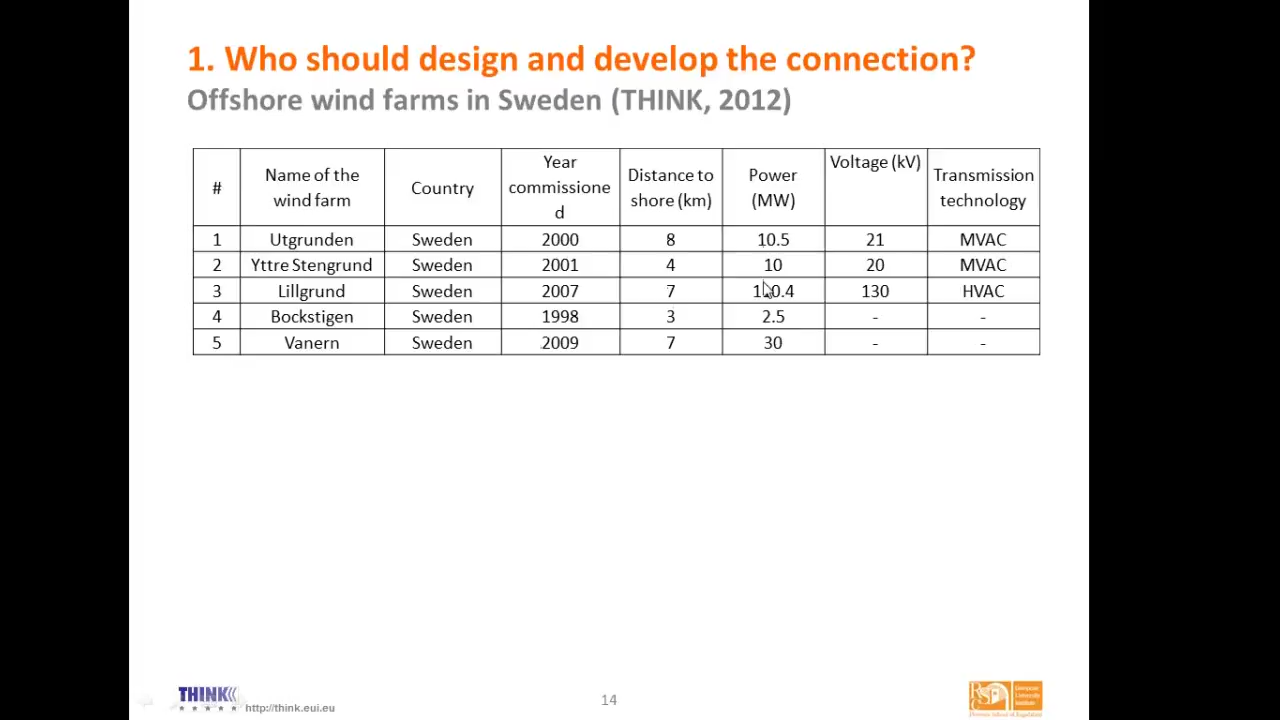 1. Who should design and develop the connection?
Offshore wind farms in Sweden (THINK, 2012)
# Name of the wind farm Country Year commissioned Distance to shore (km) Power (MW) Voltage (kV) Transmission technology
1 Utgrunden Sweden 2000 8 10.5 21 MVAC
2 Yttre Stengrund Sweden 2001 4 10 20 MVAC
3 Lillgrund Sweden 2007 7 130 HVAC
4 Bockstigen Sweden 1998 3 2.5 - -
5 Vanern Sweden 2009 7 30 - -
THINK
http://think.eui.eu
14
European
University
Institute